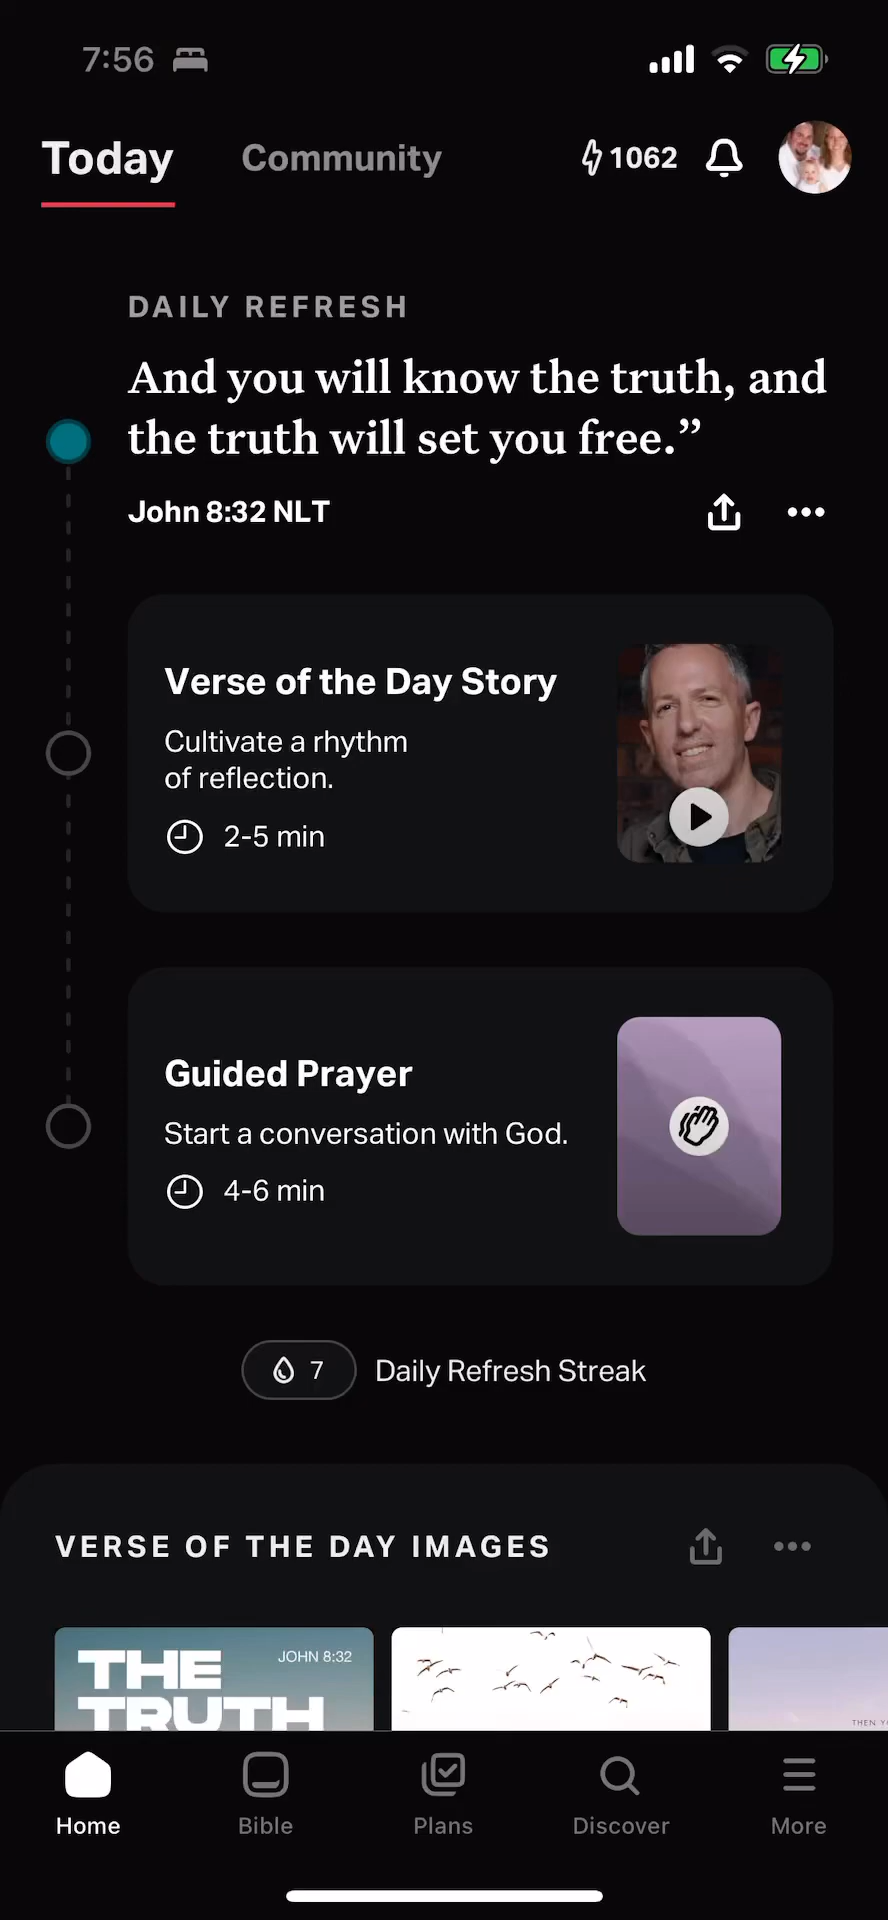 7:56
Today
Community
1062
DAILY REFRESH
And you will know the truth, and
the truth will set you free.”
John 8:32 NLT
Verse of the Day Story
Cultivate a rhythm
of reflection.
2-5 min
Guided Prayer
Start a conversation with God.
4-6 min
7
Daily Refresh Streak
VERSE OF THE DAY IMAGES
THE
JOHN 8:32
TRUTH
THEN
Home
Bible
Plans
Discover
More